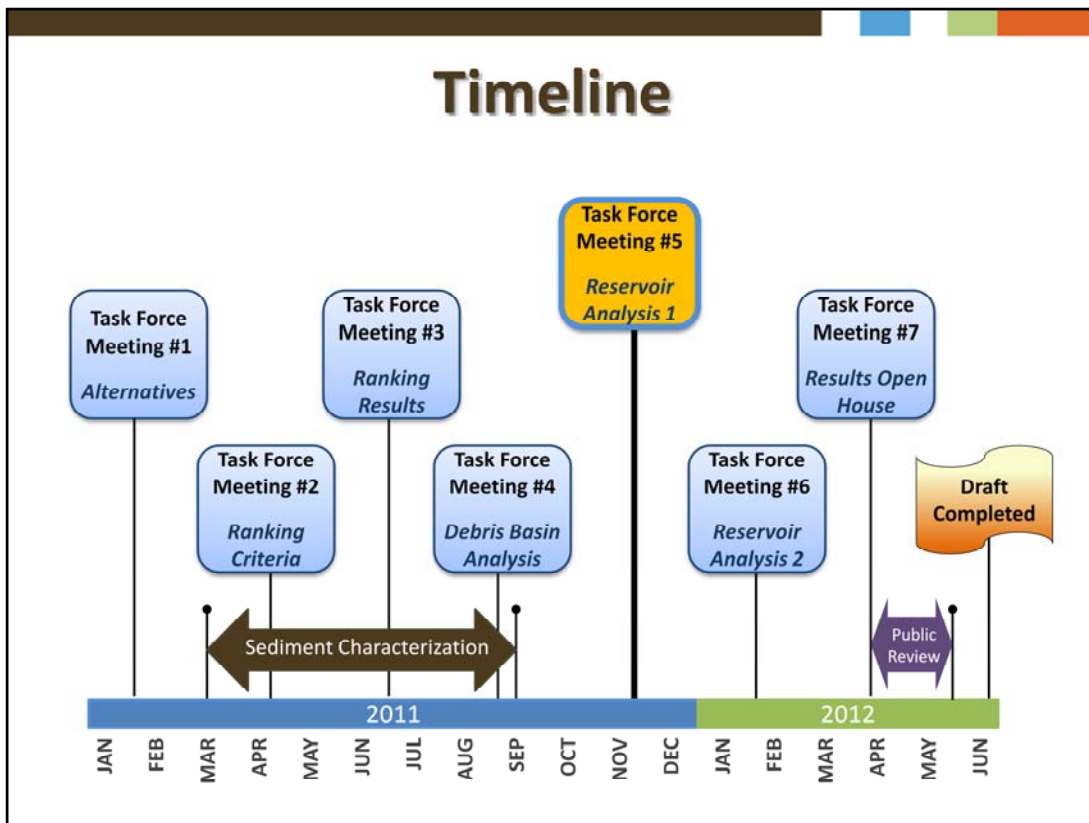 Timeline
Task Force
Meeting #1
Alternatives
Task Force
Meeting #2
Ranking
Criteria
Task Force
Meeting #3
Ranking
Results
Task Force
Meeting #4
Debris Basin
Analysis
Task Force
Meeting #5
Reservoir
Analysis 1
Task Force
Meeting #6
Reservoir
Analysis 2
Task Force
Meeting #7
Results Open
House
Draft
Completed
Sediment Characterization
Public
Review
2011
2012
JAN
FEB
MAR
APR
MAY
JUN
JUL
AUG
SEP
OCT
NOV
DEC
JAN
FEB
MAR
APR
MAY
JUN